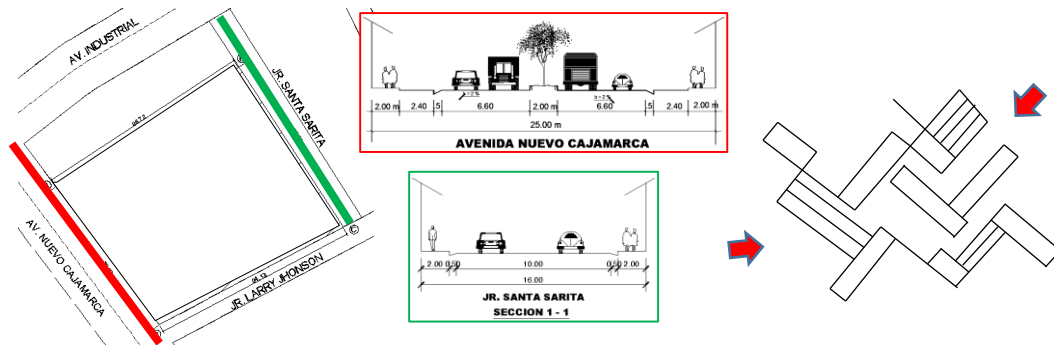 AV. INDUSTRIAL
JR. SANTA SARITA
AV. NUEVO CAJAMARCA
JR. LARRY JHONSON
C
2.00 m 2.40 .5 6.60 2.00 m 6.60 .5 2.40 2.00 m
25.00 m
AVENIDA NUEVO CAJAMARCA
2.00 0.50 10.00 0.50 2.00
16.00
JR. SANTA SARITA
SECCION 1 - 1